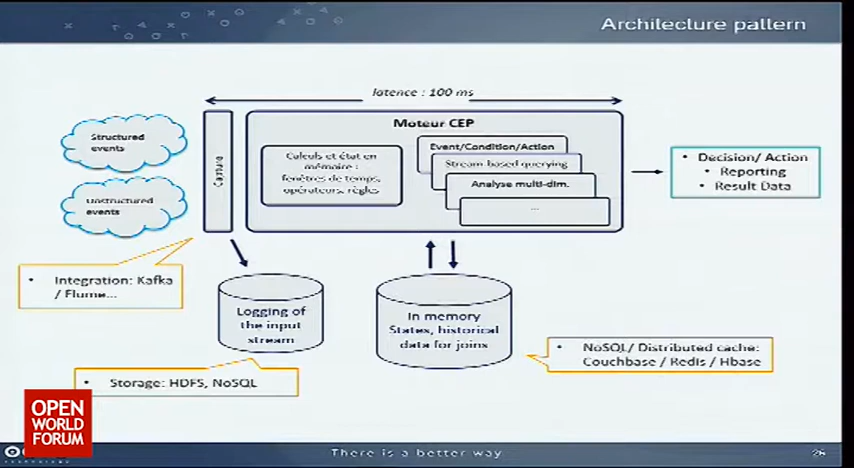 Architecture pattern
latence : 100 ms
Structured
events
Unstructured
events
Capture
Moteur CEP
Calculs et état en
mémoire :
fenêtres de temps,
opérateurs, règles
Event/Condition/Action
Stream-based querying
Analyse multi-dim.
...
• Decision/ Action
• Reporting
• Result Data
• Integration: Kafka
/ Flume...
Logging of
the input
stream
In memory
States, historical
data for joins
• NoSQL/ Distributed cache:
Couchbase / Redis / Hbase
• Storage: HDFS, NoSQL
OPEN
WORLD
FORUM
There is a better way